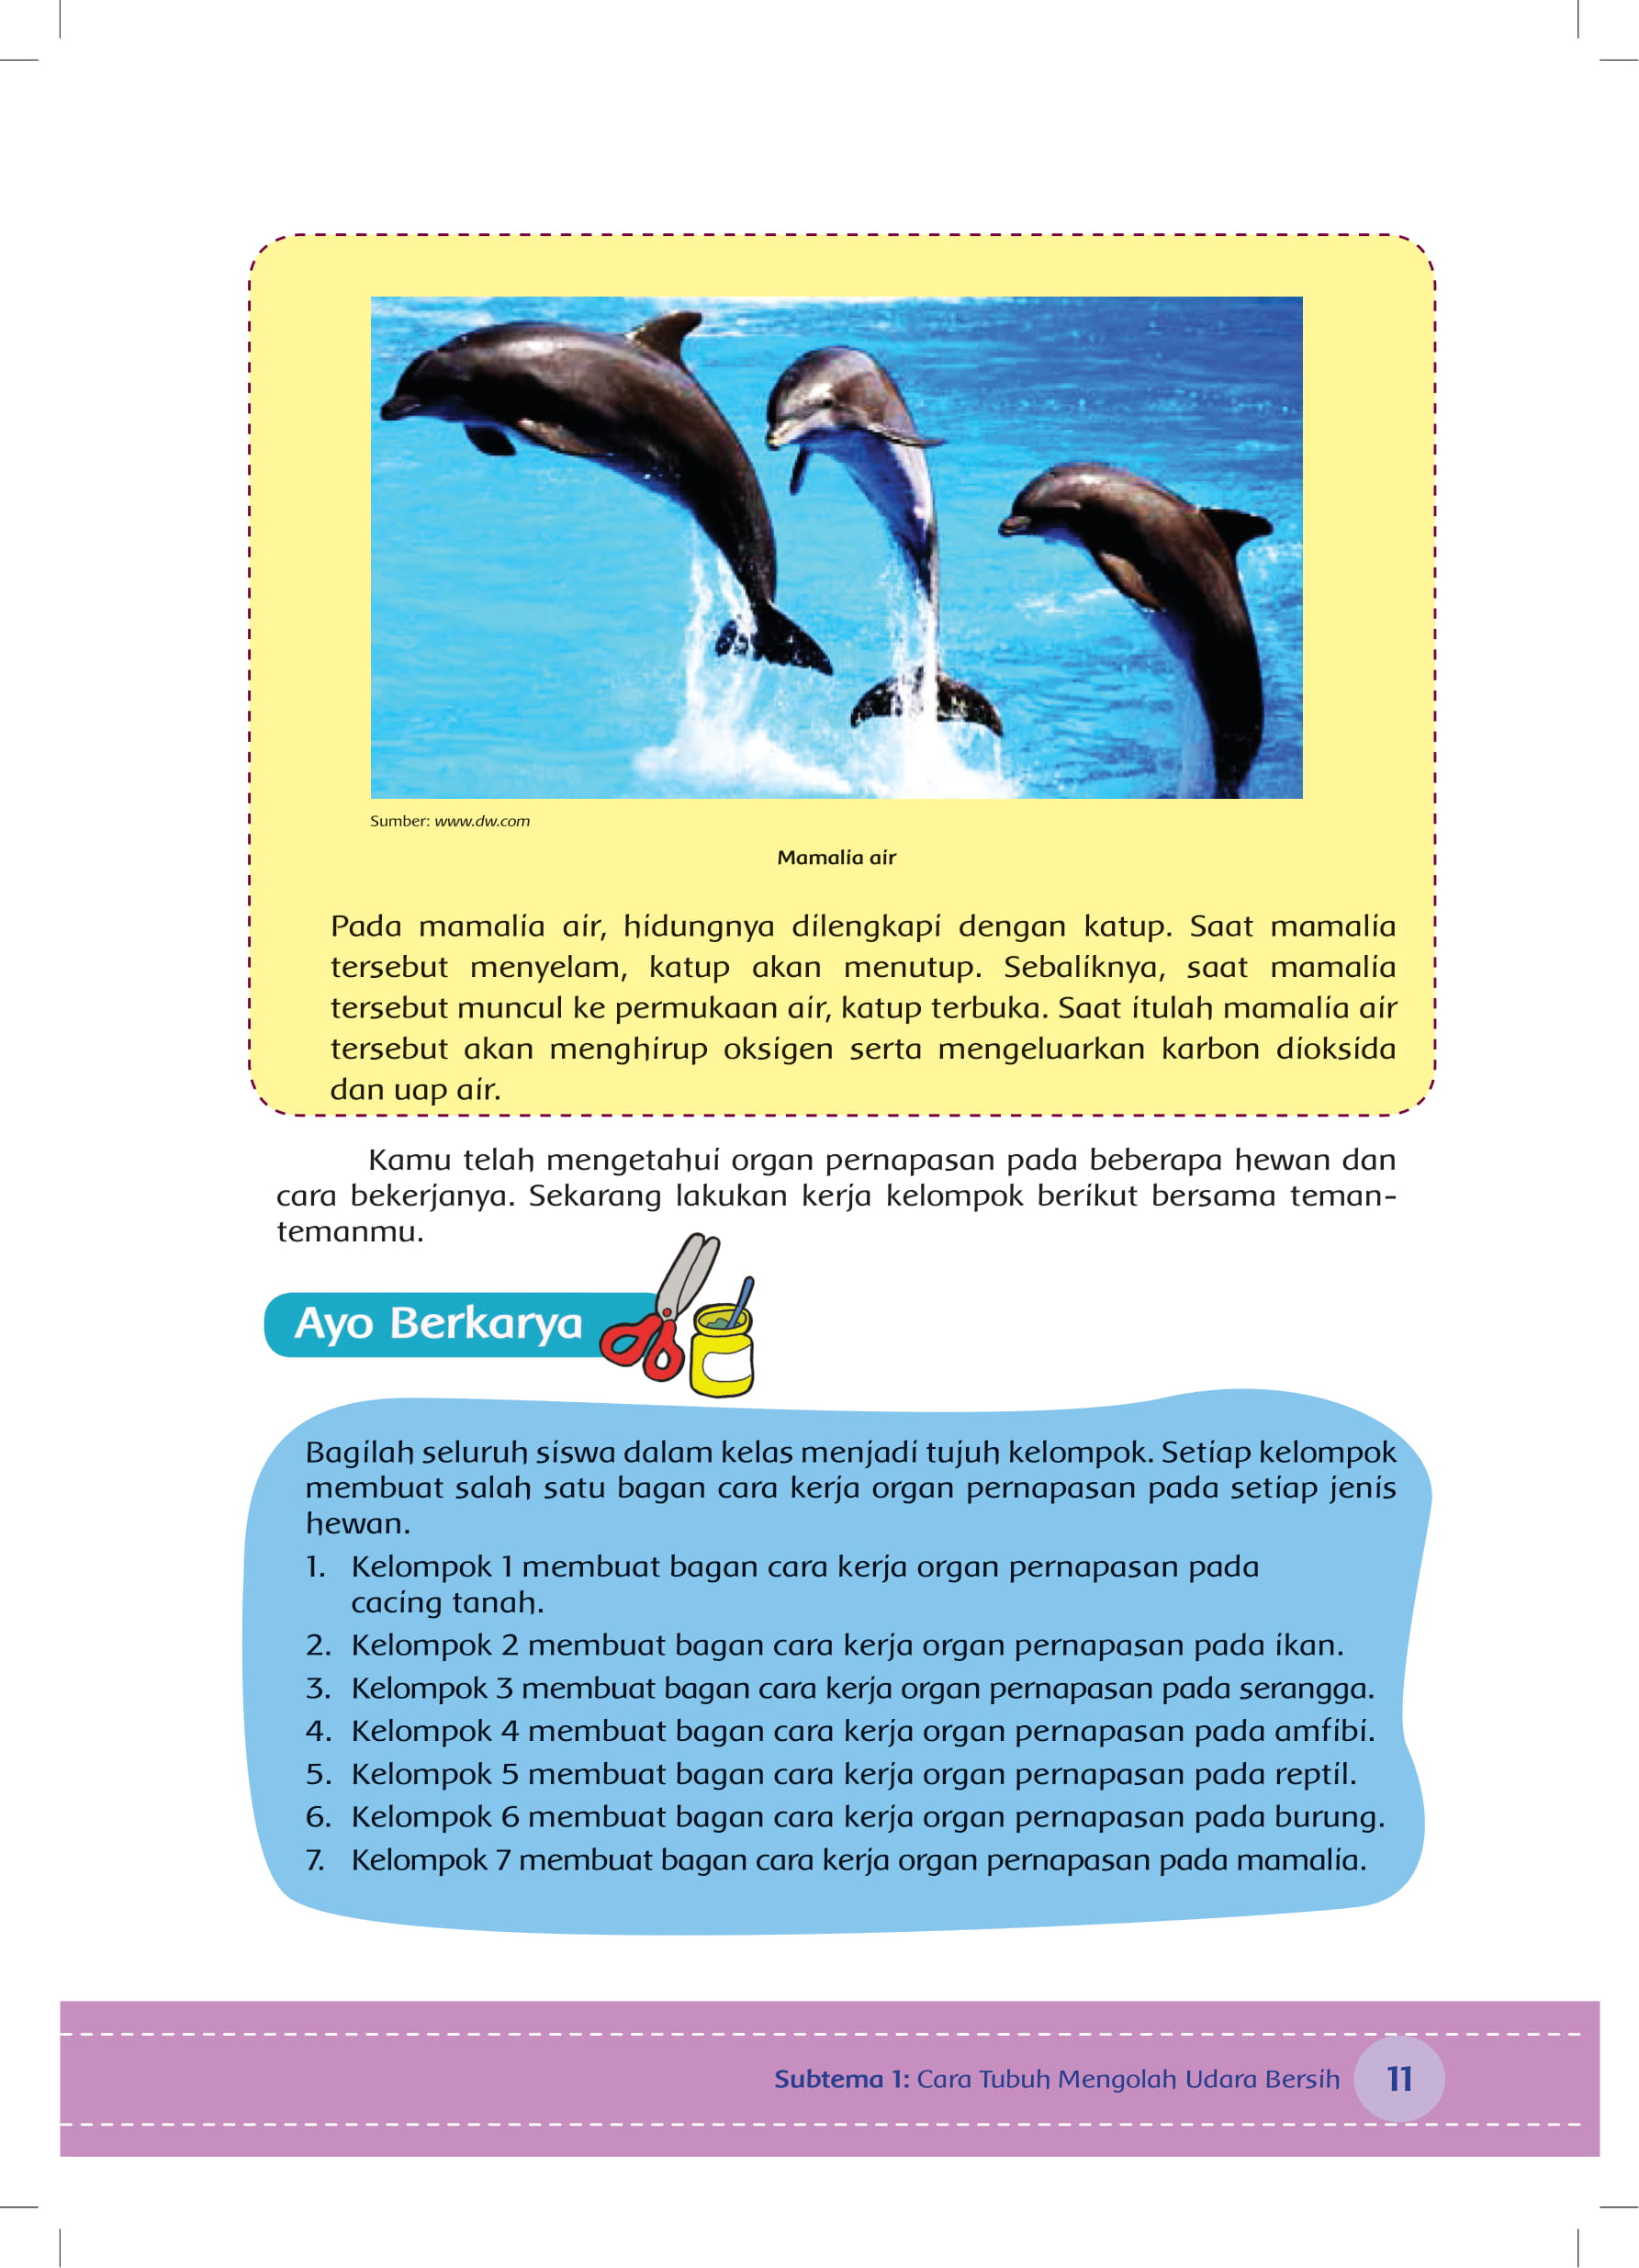 Sumber: www.dw.com
Mamalia air
Pada mamalia air, hidungnya dilengkapi dengan katup. Saat mamalia
tersebut menyelam, katup akan menutup. Sebaliknya, saat mamalia
tersebut muncul ke permukaan air, katup terbuka. Saat itulah mamalia air
tersebut akan menghirup oksigen serta mengeluarkan karbon dioksida
dan uap air.
Kamu telah mengetahui organ pernapasan pada beberapa hewan dan
cara bekerjanya. Sekarang lakukan kerja kelompok berikut bersama teman-
temanmu.
Ayo Berkarya
Bagilah seluruh siswa dalam kelas menjadi tujuh kelompok. Setiap kelompok
membuat salah satu bagan cara kerja organ pernapasan pada setiap jenis
hewan.
1. Kelompok 1 membuat bagan cara kerja organ pernapasan pada
cacing tanah.
2. Kelompok 2 membuat bagan cara kerja organ pernapasan pada ikan.
3. Kelompok 3 membuat bagan cara kerja organ pernapasan pada serangga.
4. Kelompok 4 membuat bagan cara kerja organ pernapasan pada amfibi.
5. Kelompok 5 membuat bagan cara kerja organ pernapasan pada reptil.
6. Kelompok 6 membuat bagan cara kerja organ pernapasan pada burung.
7. Kelompok 7 membuat bagan cara kerja organ pernapasan pada mamalia.
Subtema 1: Cara Tubuh Mengolah Udara Bersih 11